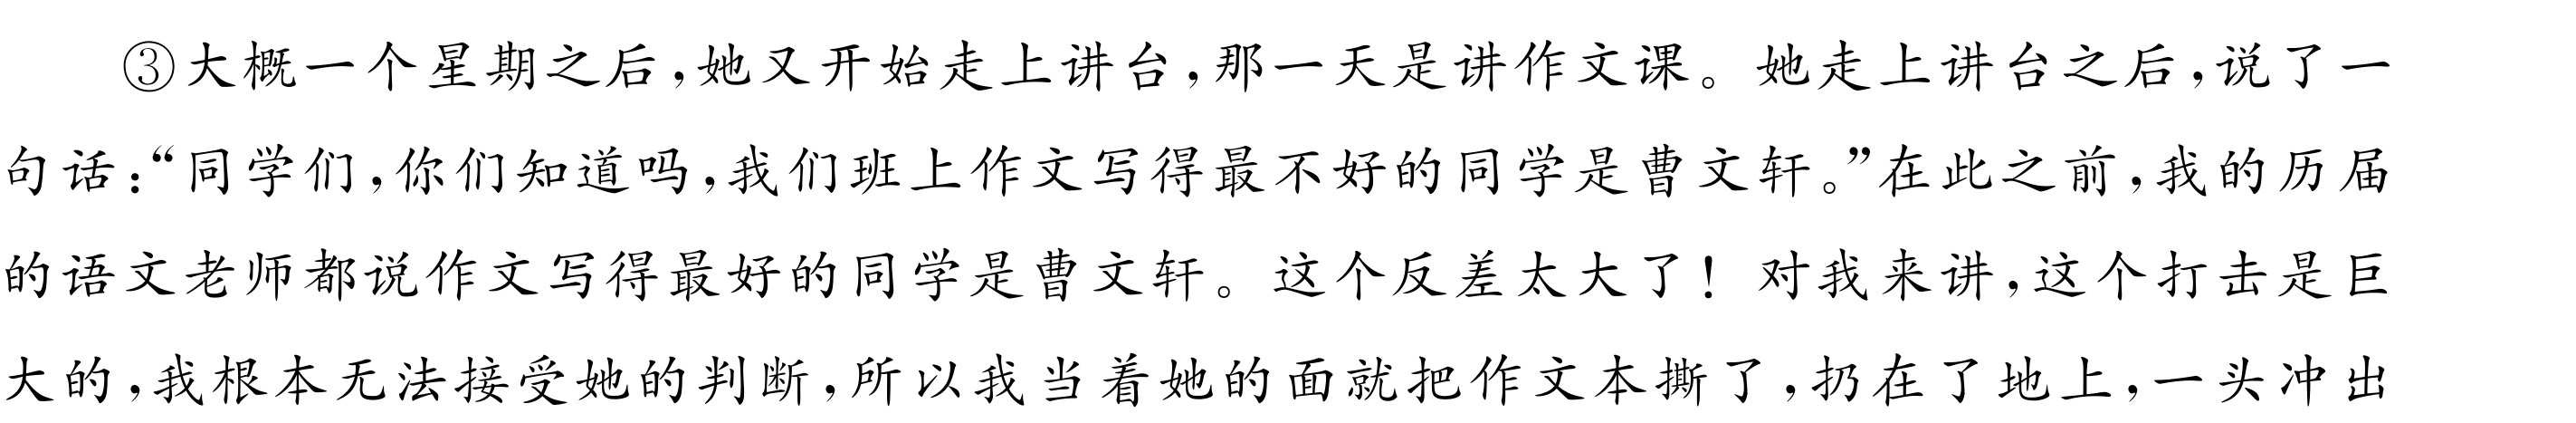 ③大概一个星期之后,她又开始走上讲台,那一天是讲作文课。她走上讲台之后,说了一
句话:“同学们,你们知道吗,我们班上作文写得最不好的同学是曹文轩。”在此之前,我的历届
的语文老师都说作文写得最好的同学是曹文轩。这个反差太大了!对我来讲,这个打击是巨
大的,我根本无法接受她的判断,所以我当着她的面就把作文本撕了,扔在了地上,一头冲出